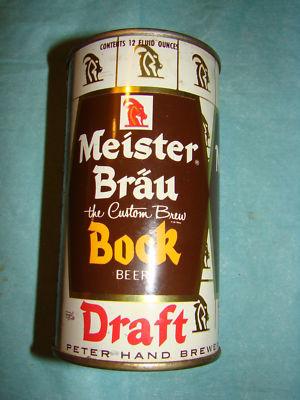 CONTENTS 12 FLUID OUNCES
Meister
Bräu
the Custom Brew
Bock
BEER
Draft
PETER HAND BREWE